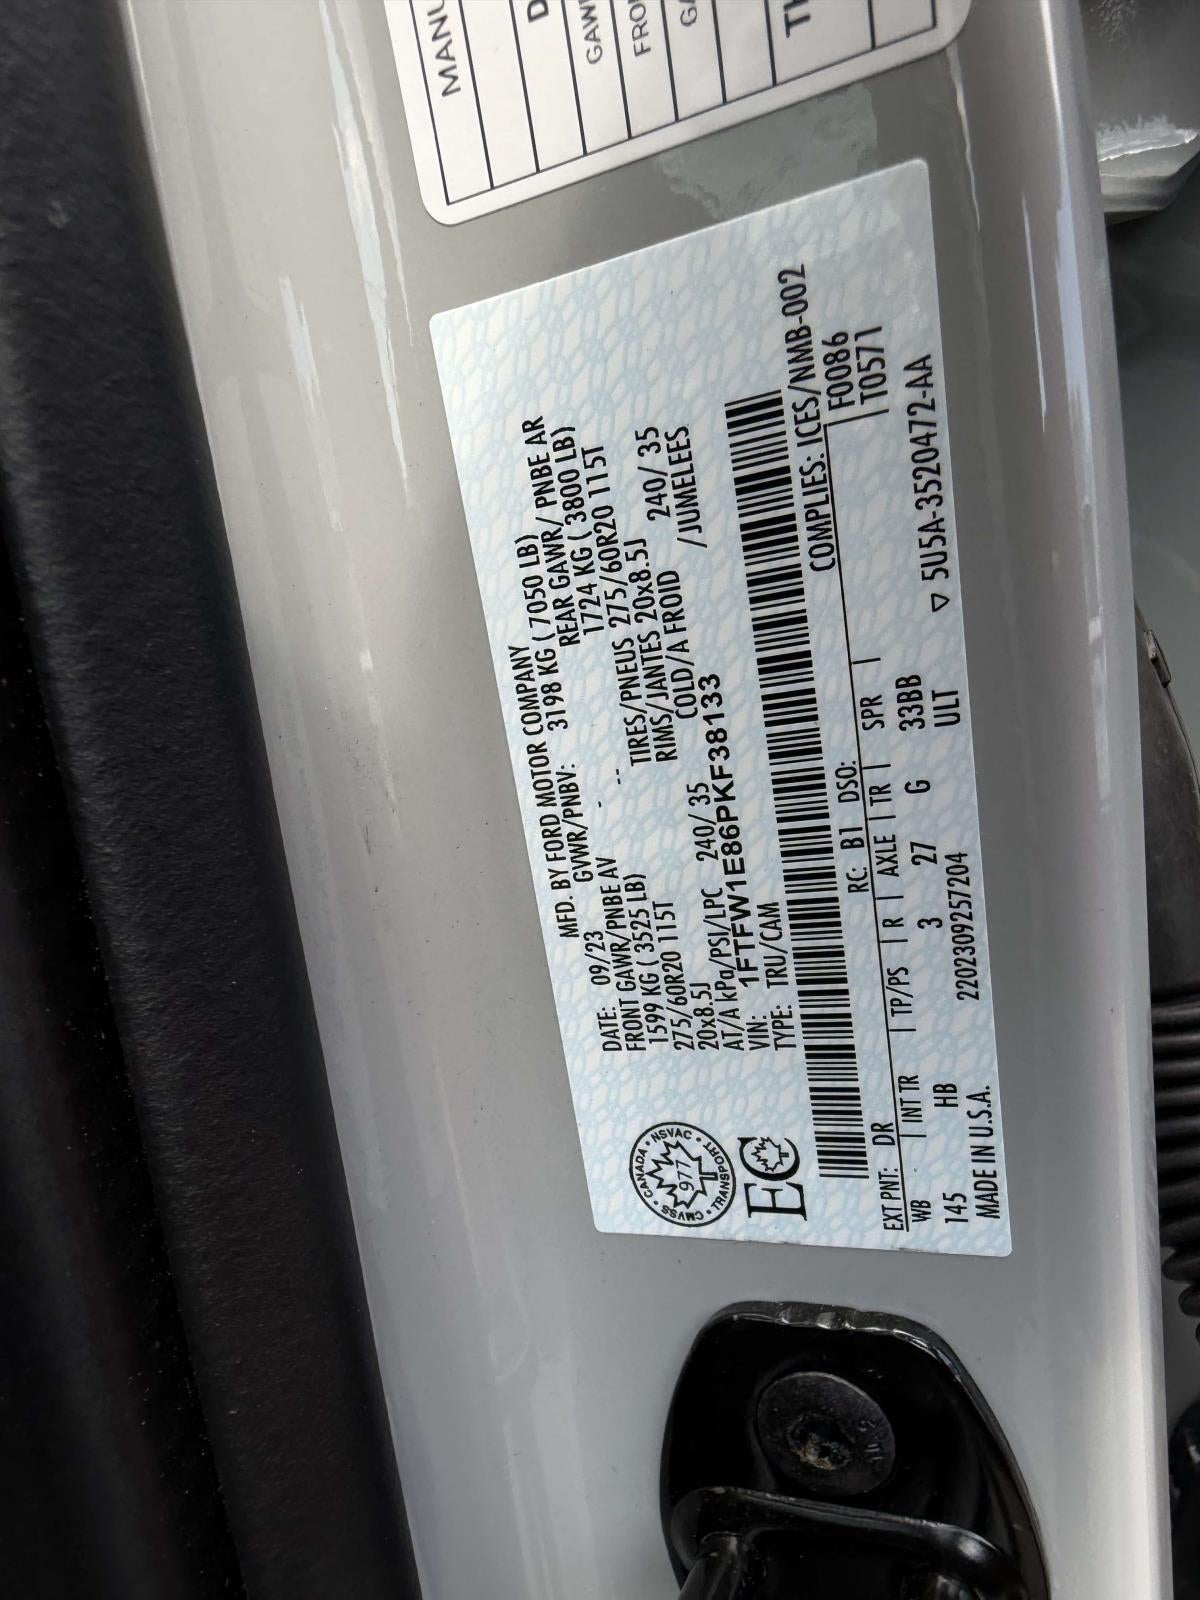 MANU
D
GAWR
FRO
GA
TH
MFD. BY FORD MOTOR COMPANY
DATE: 09/23 GVWR/PNBV: 3198 KG ( 7050 LB)
FRONT GAWR/PNBE AV - REAR GAWR/ PNBE AR
1599 KG ( 3525 LB) -- 1724 KG ( 3800 LB)
275/60R20 115T TIRES/PNEUS 275/60R20 115T
20x8.5J RIMS/JANTES 20x8.5J
AT/A kPa/PSI/LPC 240/ 35 COLD/A FROID 240/ 35
VIN: 1FTFW1E86PKF38133 /JUMELEES
TYPE: TRU/CAM
CANADA • NSVAC • TRANSPORT • CMVSS •
977
EC
COMPLIES: ICES/NMB-002
F0086
T0571
EXT PNT: DR RC: B1 DSO:
WB INT TR TP/PS R AXLE TR SPR
145 HB 3 27 G 33BB
ULT
MADE IN U.S.A. 2202309257204 ▽ 5U5A-3520472-AA